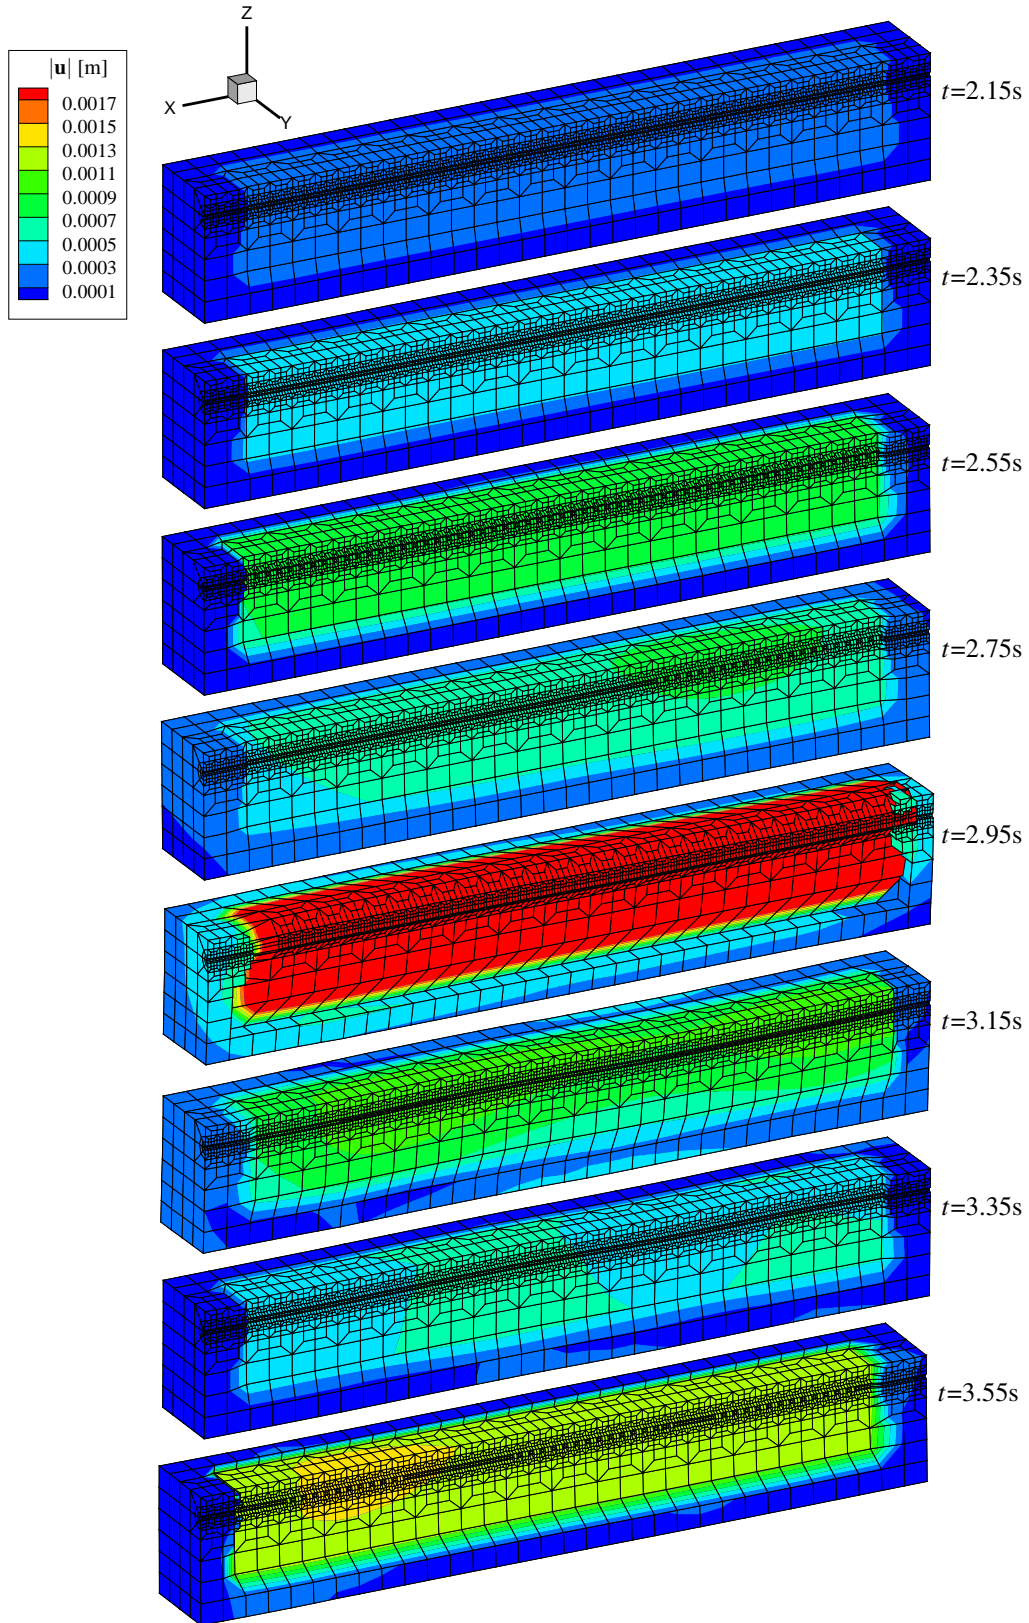 Z
X
Y
|u| [m]
0.0017
0.0015
0.0013
0.0011
0.0009
0.0007
0.0005
0.0003
0.0001
t=2.15s
t=2.35s
t=2.55s
t=2.75s
t=2.95s
t=3.15s
t=3.35s
t=3.55s